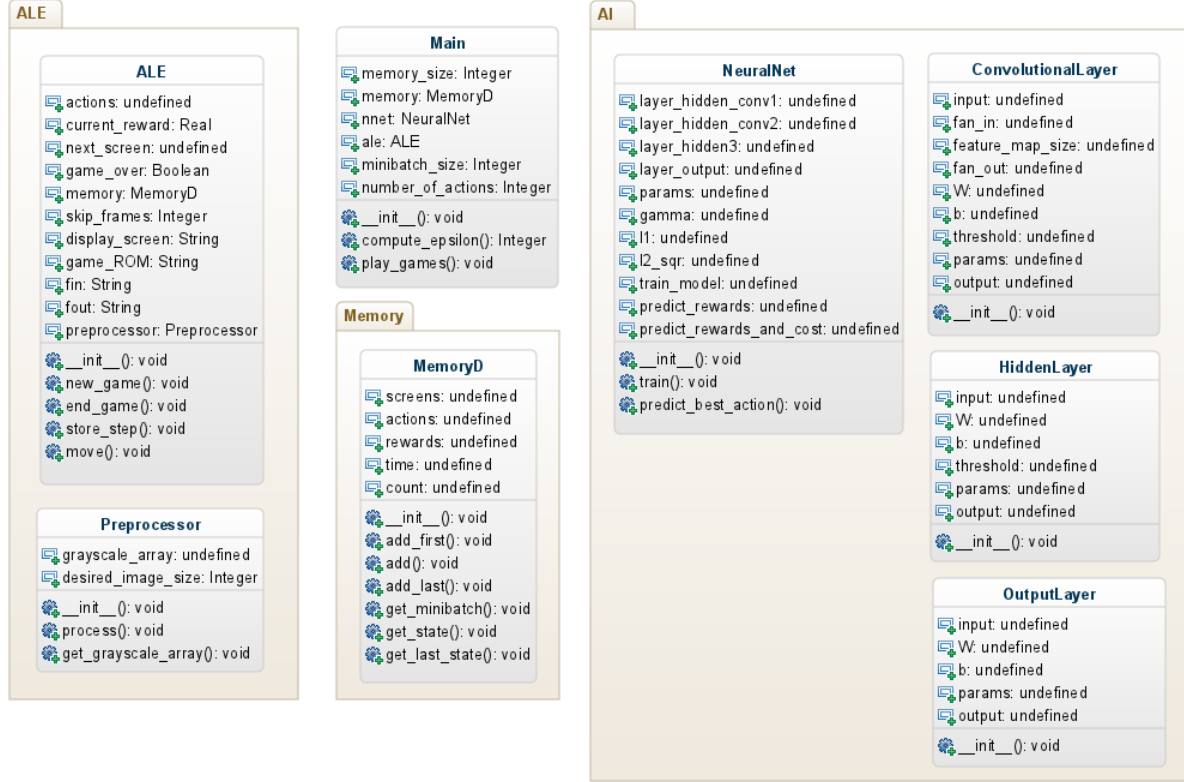 ALE
ALE
actions: undefined
current_reward: Real
next_screen: undefined
game_over: Boolean
memory: MemoryD
skip_frames: Integer
display_screen: String
game_ROM: String
fin: String
fout: String
preprocessor: Preprocessor
__init__(): void
new_game(): void
end_game(): void
store_step(): void
move(): void
Preprocessor
grayscale_array: undefined
desired_image_size: Integer
__init__(): void
process(): void
get_grayscale_array(): void
Main
memory_size: Integer
memory: MemoryD
nnet: NeuralNet
ale: ALE
minibatch_size: Integer
number_of_actions: Integer
__init__(): void
compute_epsilon(): Integer
play_games(): void
Memory
MemoryD
screens: undefined
actions: undefined
rewards: undefined
time: undefined
count: undefined
__init__(): void
add_first(): void
add(): void
add_last(): void
get_minibatch(): void
get_state(): void
get_last_state(): void
AI
NeuralNet
layer_hidden_conv1: undefined
layer_hidden_conv2: undefined
layer_hidden3: undefined
layer_output: undefined
params: undefined
gamma: undefined
l1: undefined
l2_sqr: undefined
train_model: undefined
predict_rewards: undefined
predict_rewards_and_cost: undefined
__init__(): void
train(): void
predict_best_action(): void
ConvolutionalLayer
input: undefined
fan_in: undefined
feature_map_size: undefined
fan_out: undefined
W: undefined
b: undefined
threshold: undefined
params: undefined
output: undefined
__init__(): void
HiddenLayer
input: undefined
W: undefined
b: undefined
threshold: undefined
params: undefined
output: undefined
__init__(): void
OutputLayer
input: undefined
W: undefined
b: undefined
params: undefined
output: undefined
__init__(): void